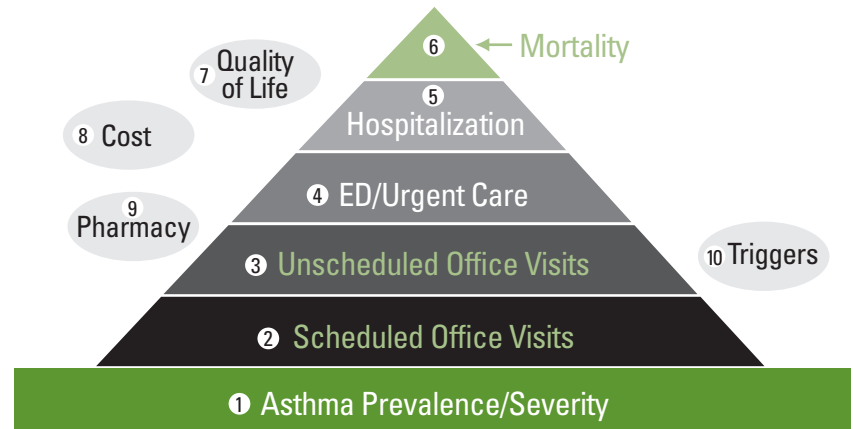 6 Mortality
7 Quality
of Life
5
Hospitalization
8 Cost
4 ED/Urgent Care
9
Pharmacy
3 Unscheduled Office Visits
10 Triggers
2 Scheduled Office Visits
1 Asthma Prevalence/Severity